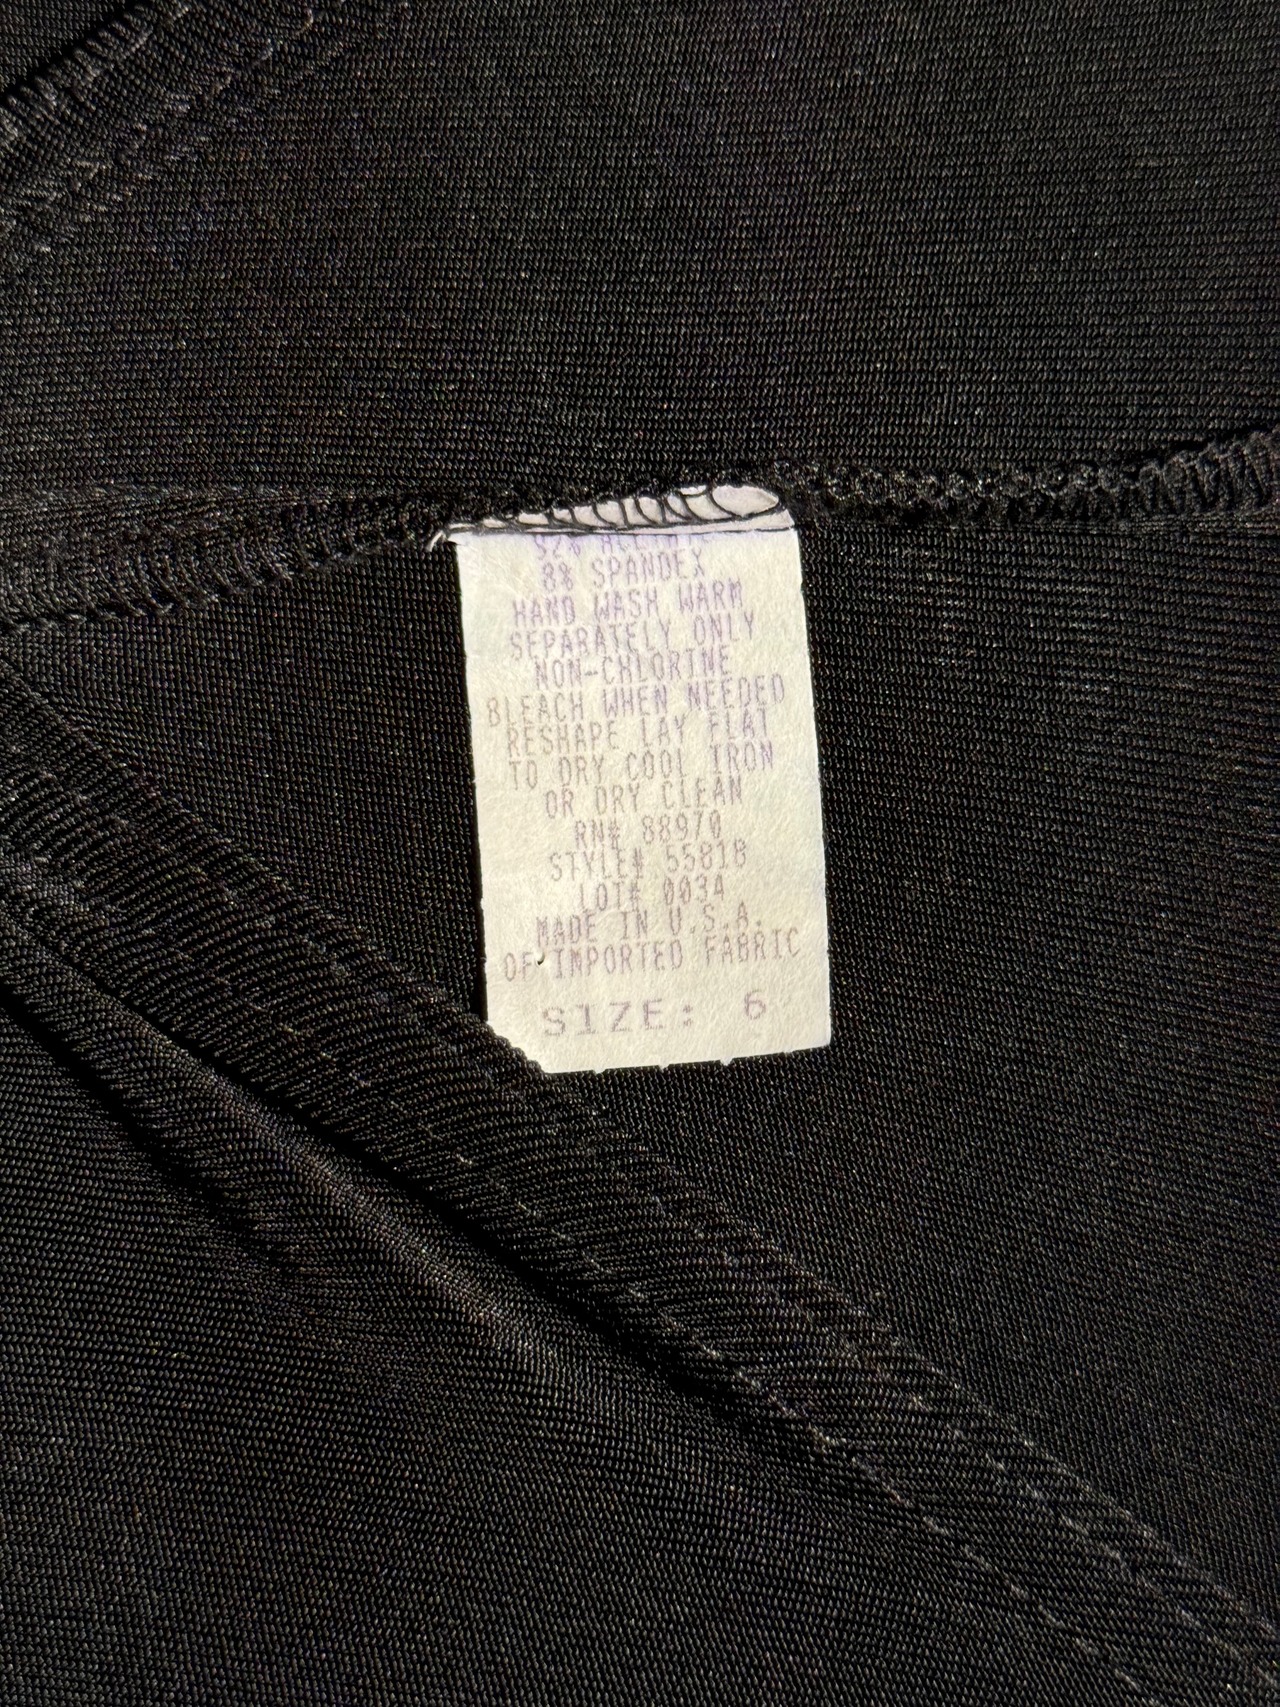 8% SPANDEX
HAND WASH WARM
SEPARATELY ONLY
NON-CHLORINE
BLEACH WHEN NEEDED
RESHAPE LAY FLAT
TO DRY COOL IRON
OR DRY CLEAN
RN# 88970
STYLE# 55818
LOT# 0034
MADE IN U.S.A.
OF IMPORTED FABRIC
SIZE: 6